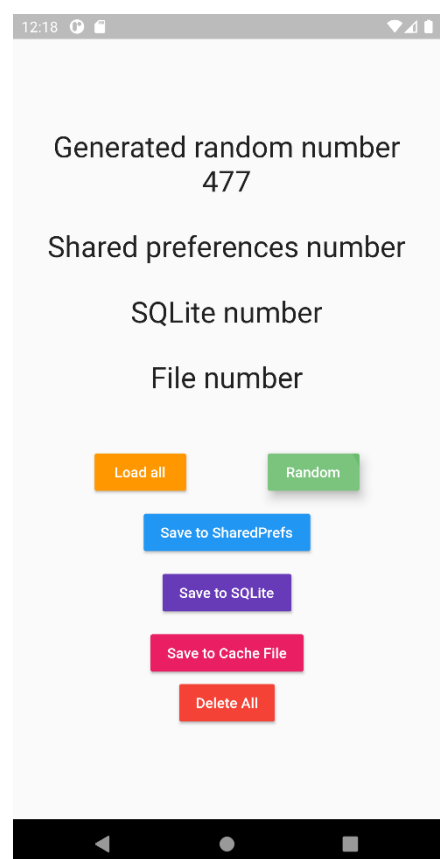 12:18
Generated random number
477
Shared preferences number
SQLite number
File number
Load all
Random
Save to SharedPrefs
Save to SQLite
Save to Cache File
Delete All